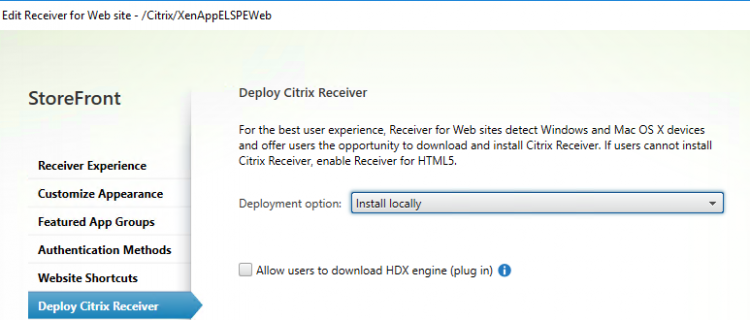 Edit Receiver for Web site - /Citrix/XenAppELSPEWeb
StoreFront
Receiver Experience
Customize Appearance
Featured App Groups
Authentication Methods
Website Shortcuts
Deploy Citrix Receiver
Deploy Citrix Receiver
For the best user experience, Receiver for Web sites detect Windows and Mac OS X devices
and offer users the opportunity to download and install Citrix Receiver. If users cannot install
Citrix Receiver, enable Receiver for HTML5.
Deployment option: Install locally
Allow users to download HDX engine (plug in)